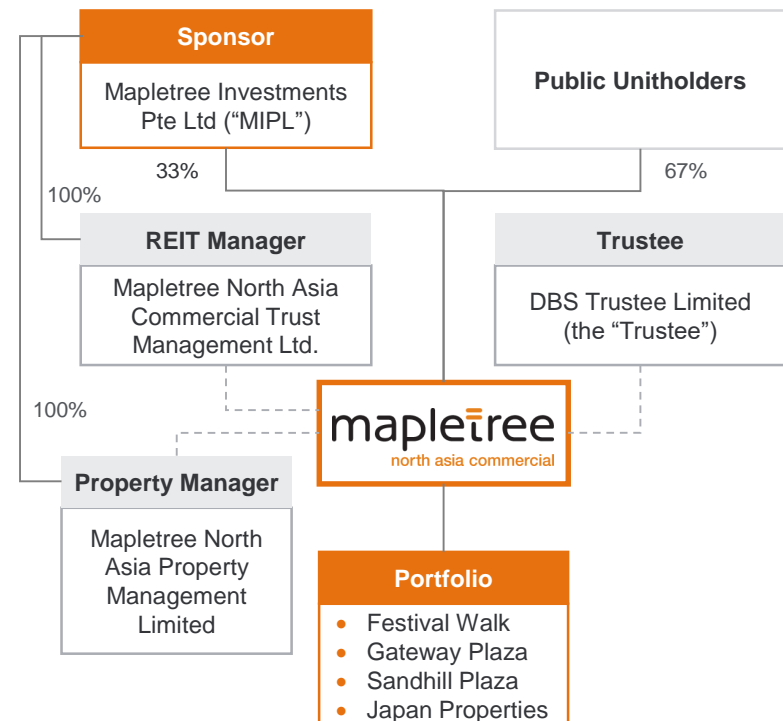 Sponsor
Mapletree Investments
Pte Ltd (“MIPL”)
Public Unitholders
33%
67%
100%
REIT Manager
Mapletree North Asia
Commercial Trust
Management Ltd.
Trustee
DBS Trustee Limited
(the “Trustee”)
100%
mapletree
north asia commercial
Property Manager
Mapletree North
Asia Property
Management
Limited
Portfolio
• Festival Walk
• Gateway Plaza
• Sandhill Plaza
• Japan Properties